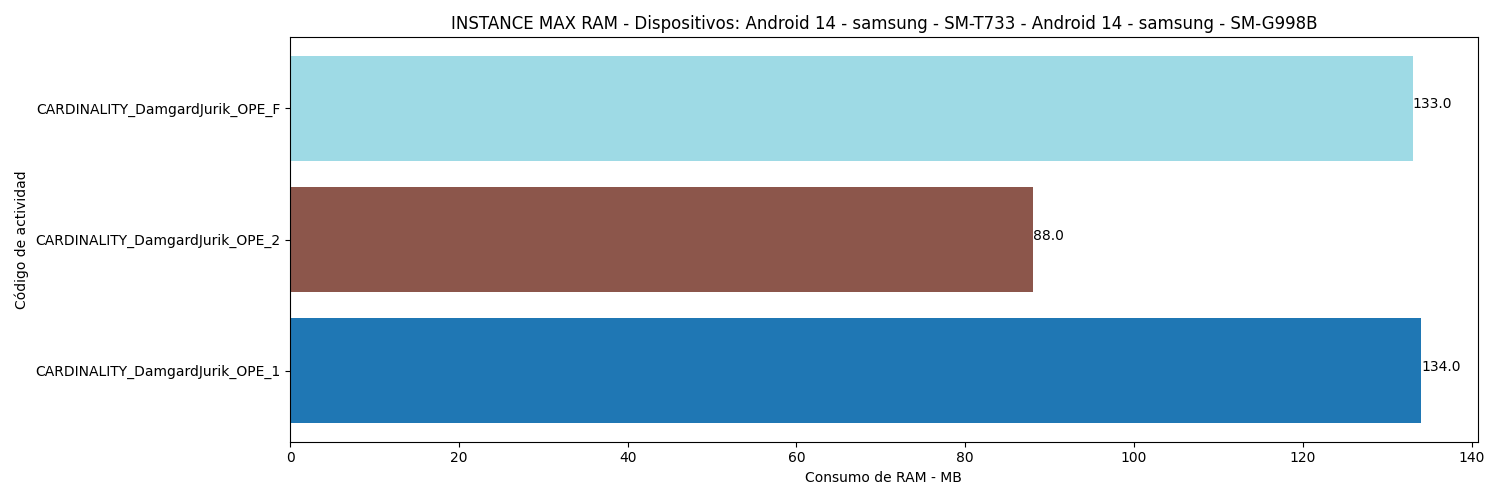 INSTANCE MAX RAM - Dispositivos: Android 14 - samsung - SM-T733 - Android 14 - samsung - SM-G998B
Código de actividad
CARDINALITY_DamgardJurik_OPE_F
133.0
CARDINALITY_DamgardJurik_OPE_2
88.0
CARDINALITY_DamgardJurik_OPE_1
134.0
0 20 40 60 80 100 120 140
Consumo de RAM - MB